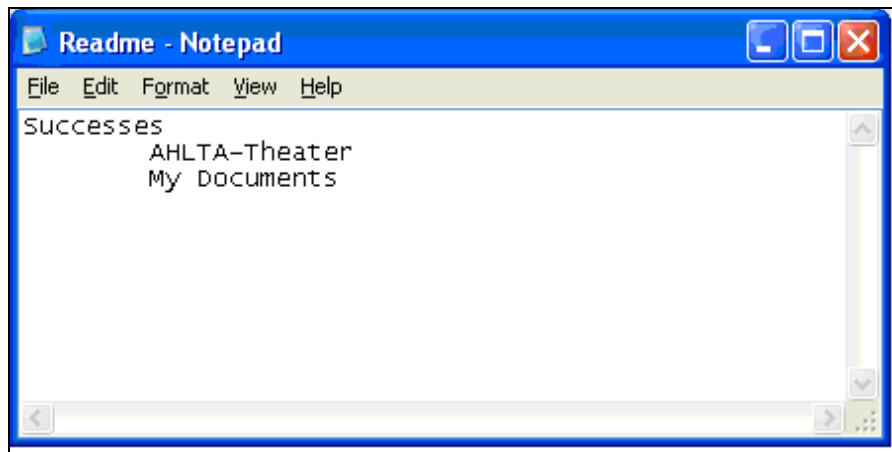 Readme - Notepad
File Edit Format View Help
Successes
AHLTA-Theater
My Documents